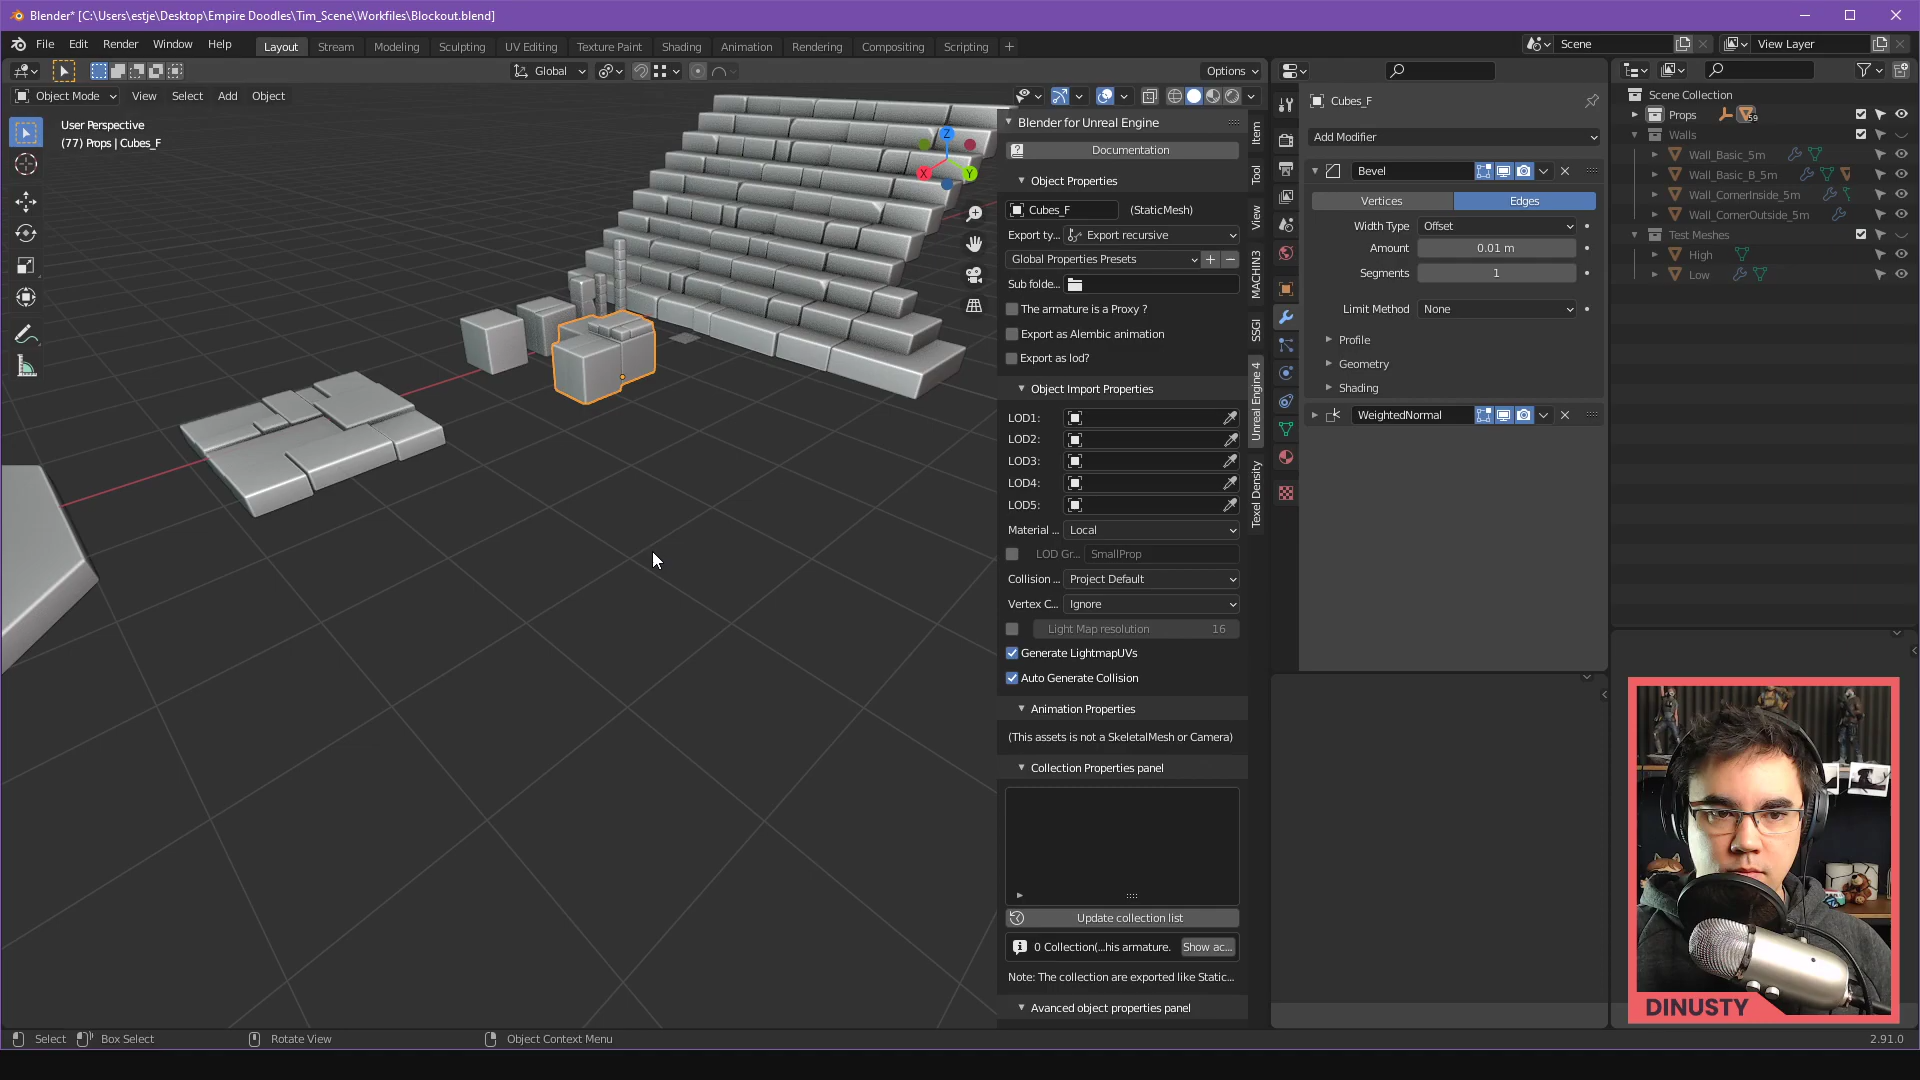 Blender* [C:\Users\estje\Desktop\Empire Doodles\Tim_Scene\Workfiles\Blockout.blend]
File Edit Render Window Help Layout Stream Modeling Sculpting UV Editing Texture Paint Shading Animation Rendering Compositing Scripting + Scene View Layer
Global Options
Object Mode View Select Add Object
User Perspective
(77) Props | Cubes_F
Z
X
Y
Blender for Unreal Engine
Documentation
Object Properties
Cubes_F (StaticMesh)
Export ty... Export recursive
Global Properties Presets
Sub folde...
The armature is a Proxy ?
Export as Alembic animation
Export as lod?
Object Import Properties
LOD1:
LOD2:
LOD3:
LOD4:
LOD5:
Material ... Local
LOD Gr... SmallProp
Collision ... Project Default
Vertex C... Ignore
Light Map resolution 16
Generate LightmapUVs
Auto Generate Collision
Animation Properties
(This assets is not a SkeletalMesh or Camera)
Collection Properties panel
Update collection list
0 Collection(...his armature. Show ac...
Note: The collection are exported like Static...
Avanced object properties panel
Item
Tool
View
MACHIN3
SSGI
Unreal Engine 4
Texel Density
Cubes_F
Add Modifier
Bevel
Vertices Edges
Width Type Offset
Amount 0.01 m
Segments 1
Limit Method None
Profile
Geometry
Shading
WeightedNormal
Scene Collection
Props 59
Walls
Wall_Basic_5m
Wall_Basic_B_5m
Wall_CornerInside_5m
Wall_CornerOutside_5m
Test Meshes
High
Low
DINUSTY
Select Box Select Rotate View Object Context Menu 2.91.0